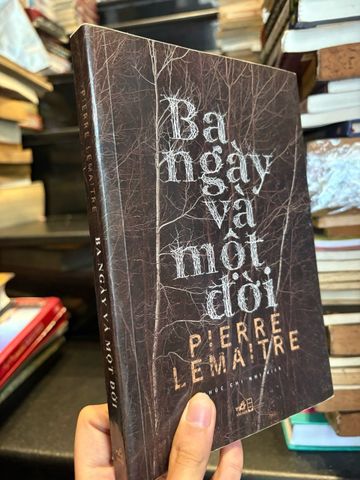 Ba
ngày
và
một
đời
PIERRE
LEMAITRE
PIERRE LEMAITRE
BA NGÀY VÀ MỘT ĐỜI